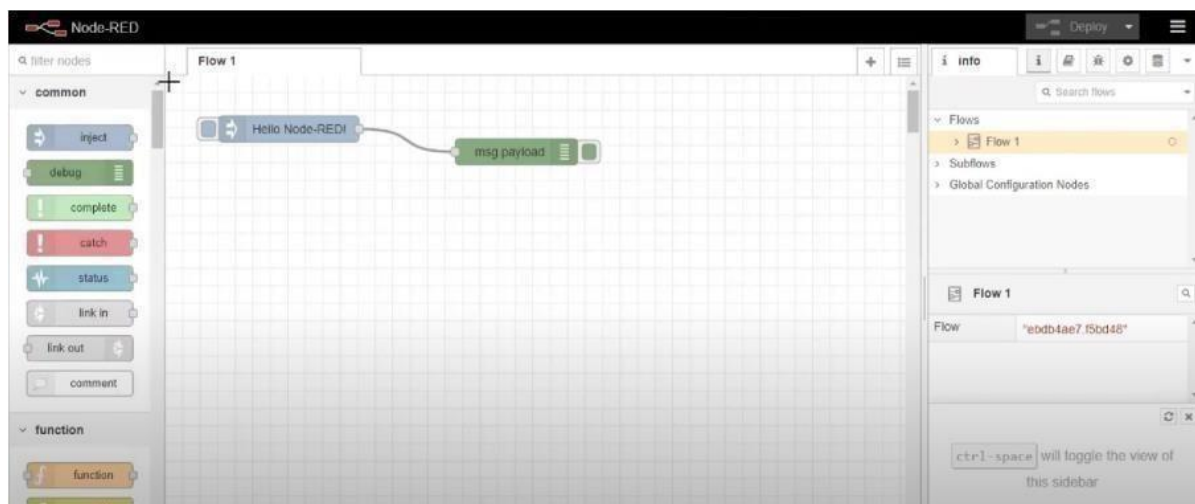 Node-RED
Deploy
filter nodes
Flow 1
i info
i
Search flows
common
inject
debug
complete
catch
status
link in
link out
comment
function
function
Hello Node-RED!
msg.payload
Flows
Flow 1
Subflows
Global Configuration Nodes
Flow 1
Flow "ebdb4ae7.f5bd48"
ctrl-space will toggle the view of
this sidebar